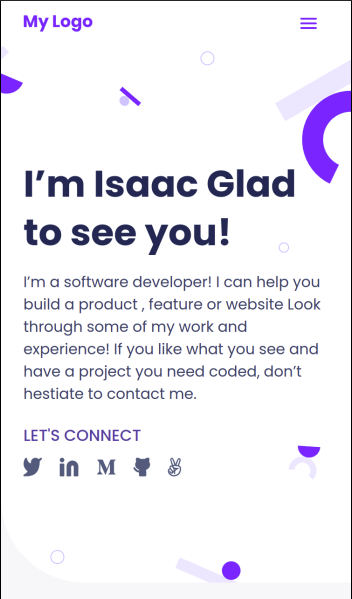 My Logo
I’m Isaac Glad
to see you!
I’m a software developer! I can help you
build a product , feature or website Look
through some of my work and
experience! If you like what you see and
have a project you need coded, don’t
hestiate to contact me.
LET'S CONNECT